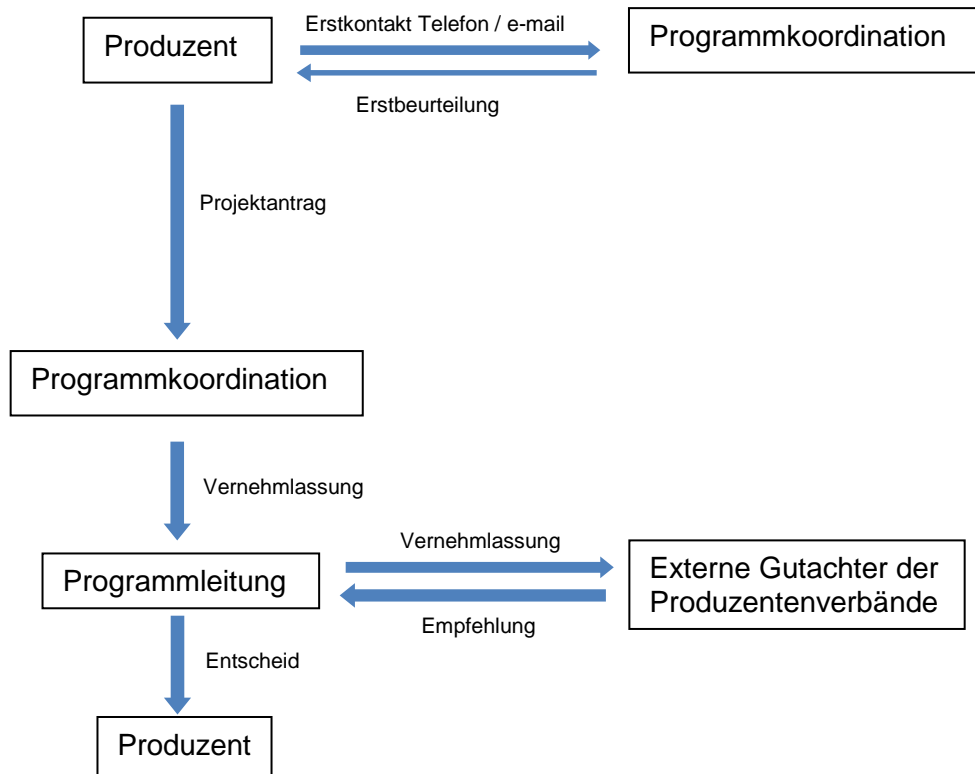 Produzent
Erstkontakt Telefon / e-mail
Programmkoordination
Erstbeurteilung
Projektantrag
Programmkoordination
Vernehmlassung
Programmleitung
Vernehmlassung
Externe Gutachter der
Produzentenverbände
Empfehlung
Entscheid
Produzent